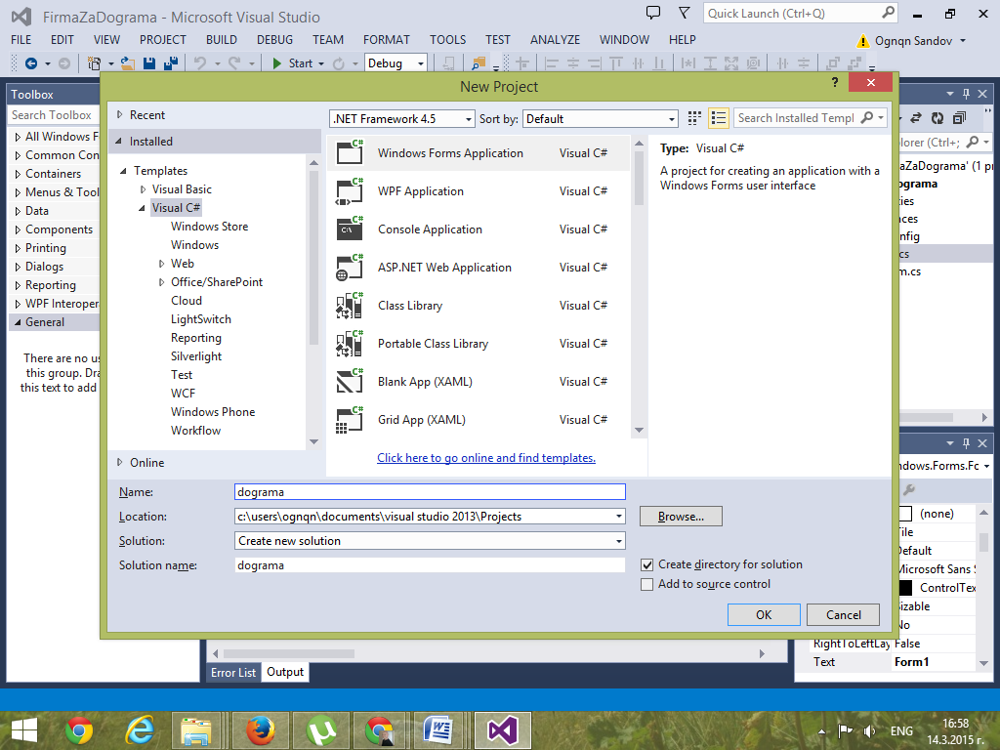 FirmaZaDograma - Microsoft Visual Studio
Quick Launch (Ctrl+Q)
FILE EDIT VIEW PROJECT BUILD DEBUG TEAM FORMAT TOOLS TEST ANALYZE WINDOW HELP
Ognqn Sandov
Start
Debug
Toolbox
Search Toolbox
All Windows F
Common Con
Containers
Menus & Tool
Data
Components
Printing
Dialogs
Reporting
WPF Interoper
General
There are no us
this group. Dra
this text to add
New Project
?
Recent
Installed
Templates
Visual Basic
Visual C#
Windows Store
Windows
Web
Office/SharePoint
Cloud
LightSwitch
Reporting
Silverlight
Test
WCF
Windows Phone
Workflow
Online
.NET Framework 4.5
Sort by:
Default
Search Installed Templ
Windows Forms Application Visual C#
WPF Application Visual C#
Console Application Visual C#
ASP.NET Web Application Visual C#
Class Library Visual C#
Portable Class Library Visual C#
Blank App (XAML) Visual C#
Grid App (XAML) Visual C#
Click here to go online and find templates.
Type: Visual C#
A project for creating an application with a
Windows Forms user interface
Name: dograma
Location: c:\users\ognqn\documents\visual studio 2013\Projects
Browse...
Solution: Create new solution
Solution name: dograma
Create directory for solution
Add to source control
OK
Cancel
lorer (Ctrl+;
aZaDograma' (1 pr
ograma
ties
nces
nfig
cs
m.cs
ndows.Forms.Fo
(none)
Tile
Default
Microsoft Sans S
ControlTex
Sizable
No
RightToLeftLay False
Text Form1
Error List Output
ENG
16:58
14.3.2015 г.